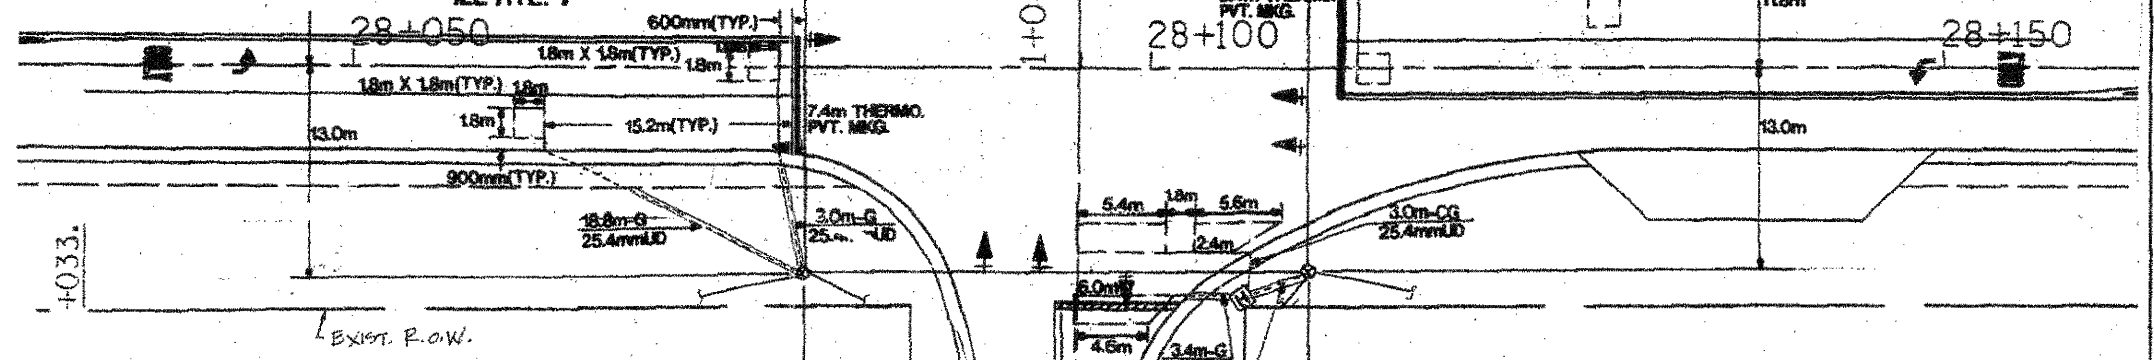 600mm(TYP.)
PVT. MKG.
28+050
1+0
28+100
28+150
1.8m X 1.8m(TYP.)
1.8m
1.8m X 1.8m(TYP.)
1.8m
1.8m
15.2m(TYP.)
7.4m THERMO.
PVT. MKG.
13.0m
13.0m
900mm(TYP.)
18.8m-G
25.4mmUD
3.0m-G
5.4m
1.8m
5.6m
3.0m-CG
25.4mmUD
2.4m
+033.
6.0m
EXIST. R.O.W.
4.6m
3.4m-G